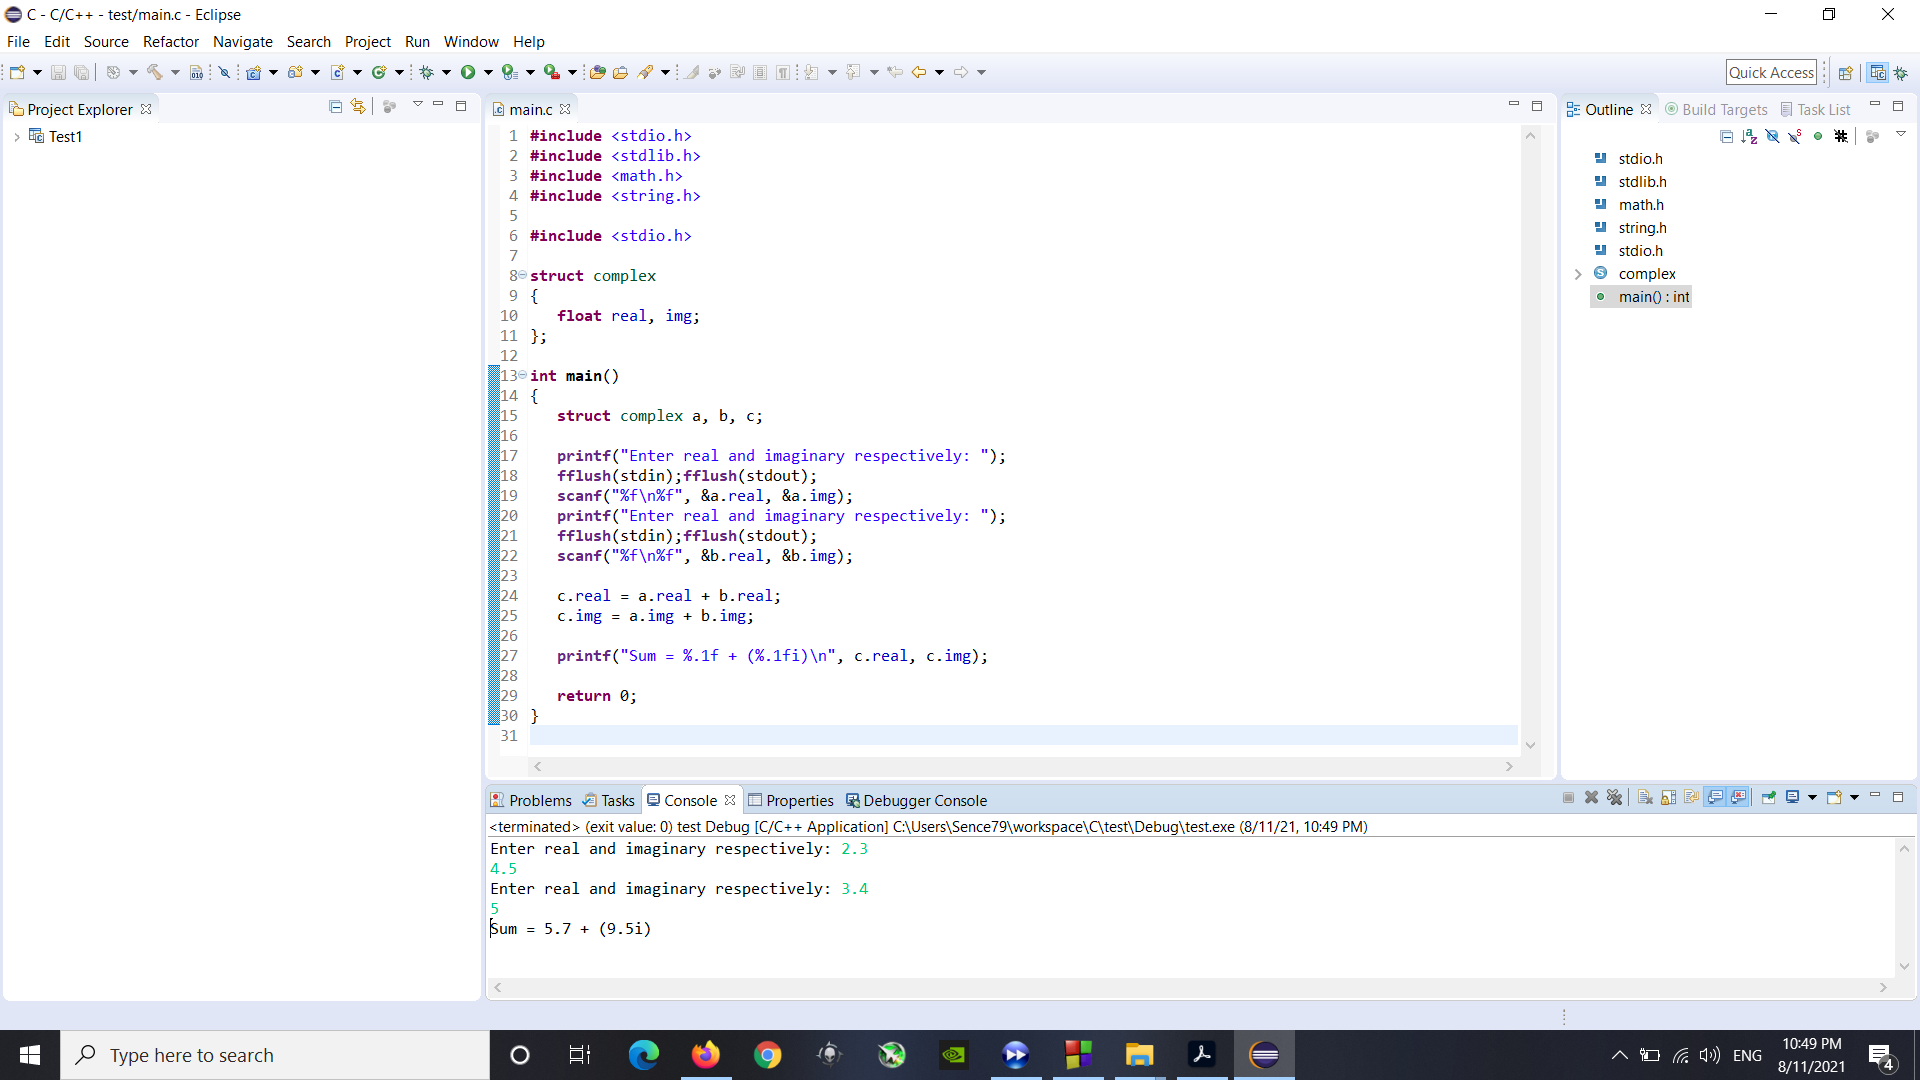 C - C/C++ - test/main.c - Eclipse
File Edit Source Refactor Navigate Search Project Run Window Help
Quick Access
Project Explorer
Test1
main.c
1 #include <stdio.h>
2 #include <stdlib.h>
3 #include <math.h>
4 #include <string.h>
5
6 #include <stdio.h>
7
8 struct complex
9 {
10 float real, img;
11 };
12
13 int main()
14 {
15 struct complex a, b, c;
16
17 printf("Enter real and imaginary respectively: ");
18 fflush(stdin);fflush(stdout);
19 scanf("%f\n%f", &a.real, &a.img);
20 printf("Enter real and imaginary respectively: ");
21 fflush(stdin);fflush(stdout);
22 scanf("%f\n%f", &b.real, &b.img);
23
24 c.real = a.real + b.real;
25 c.img = a.img + b.img;
26
27 printf("Sum = %.1f + (%.1fi)\n", c.real, c.img);
28
29 return 0;
30 }
31
Outline Build Targets Task List
stdio.h
stdlib.h
math.h
string.h
stdio.h
complex
main() : int
Problems Tasks Console Properties Debugger Console
<terminated> (exit value: 0) test Debug [C/C++ Application] C:\Users\Sence79\workspace\C\test\Debug\test.exe (8/11/21, 10:49 PM)
Enter real and imaginary respectively: 2.3
4.5
Enter real and imaginary respectively: 3.4
5
Sum = 5.7 + (9.5i)
Type here to search
ENG
10:49 PM
8/11/2021
4